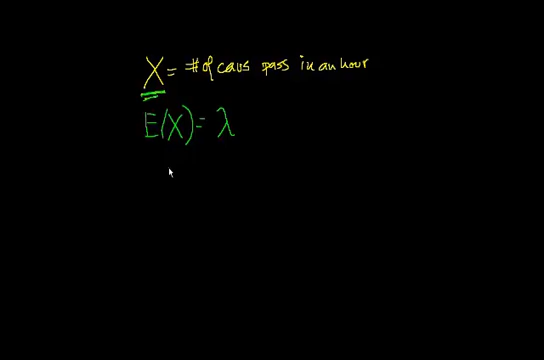 X = # of cars pass in an hour
E(X) = λ